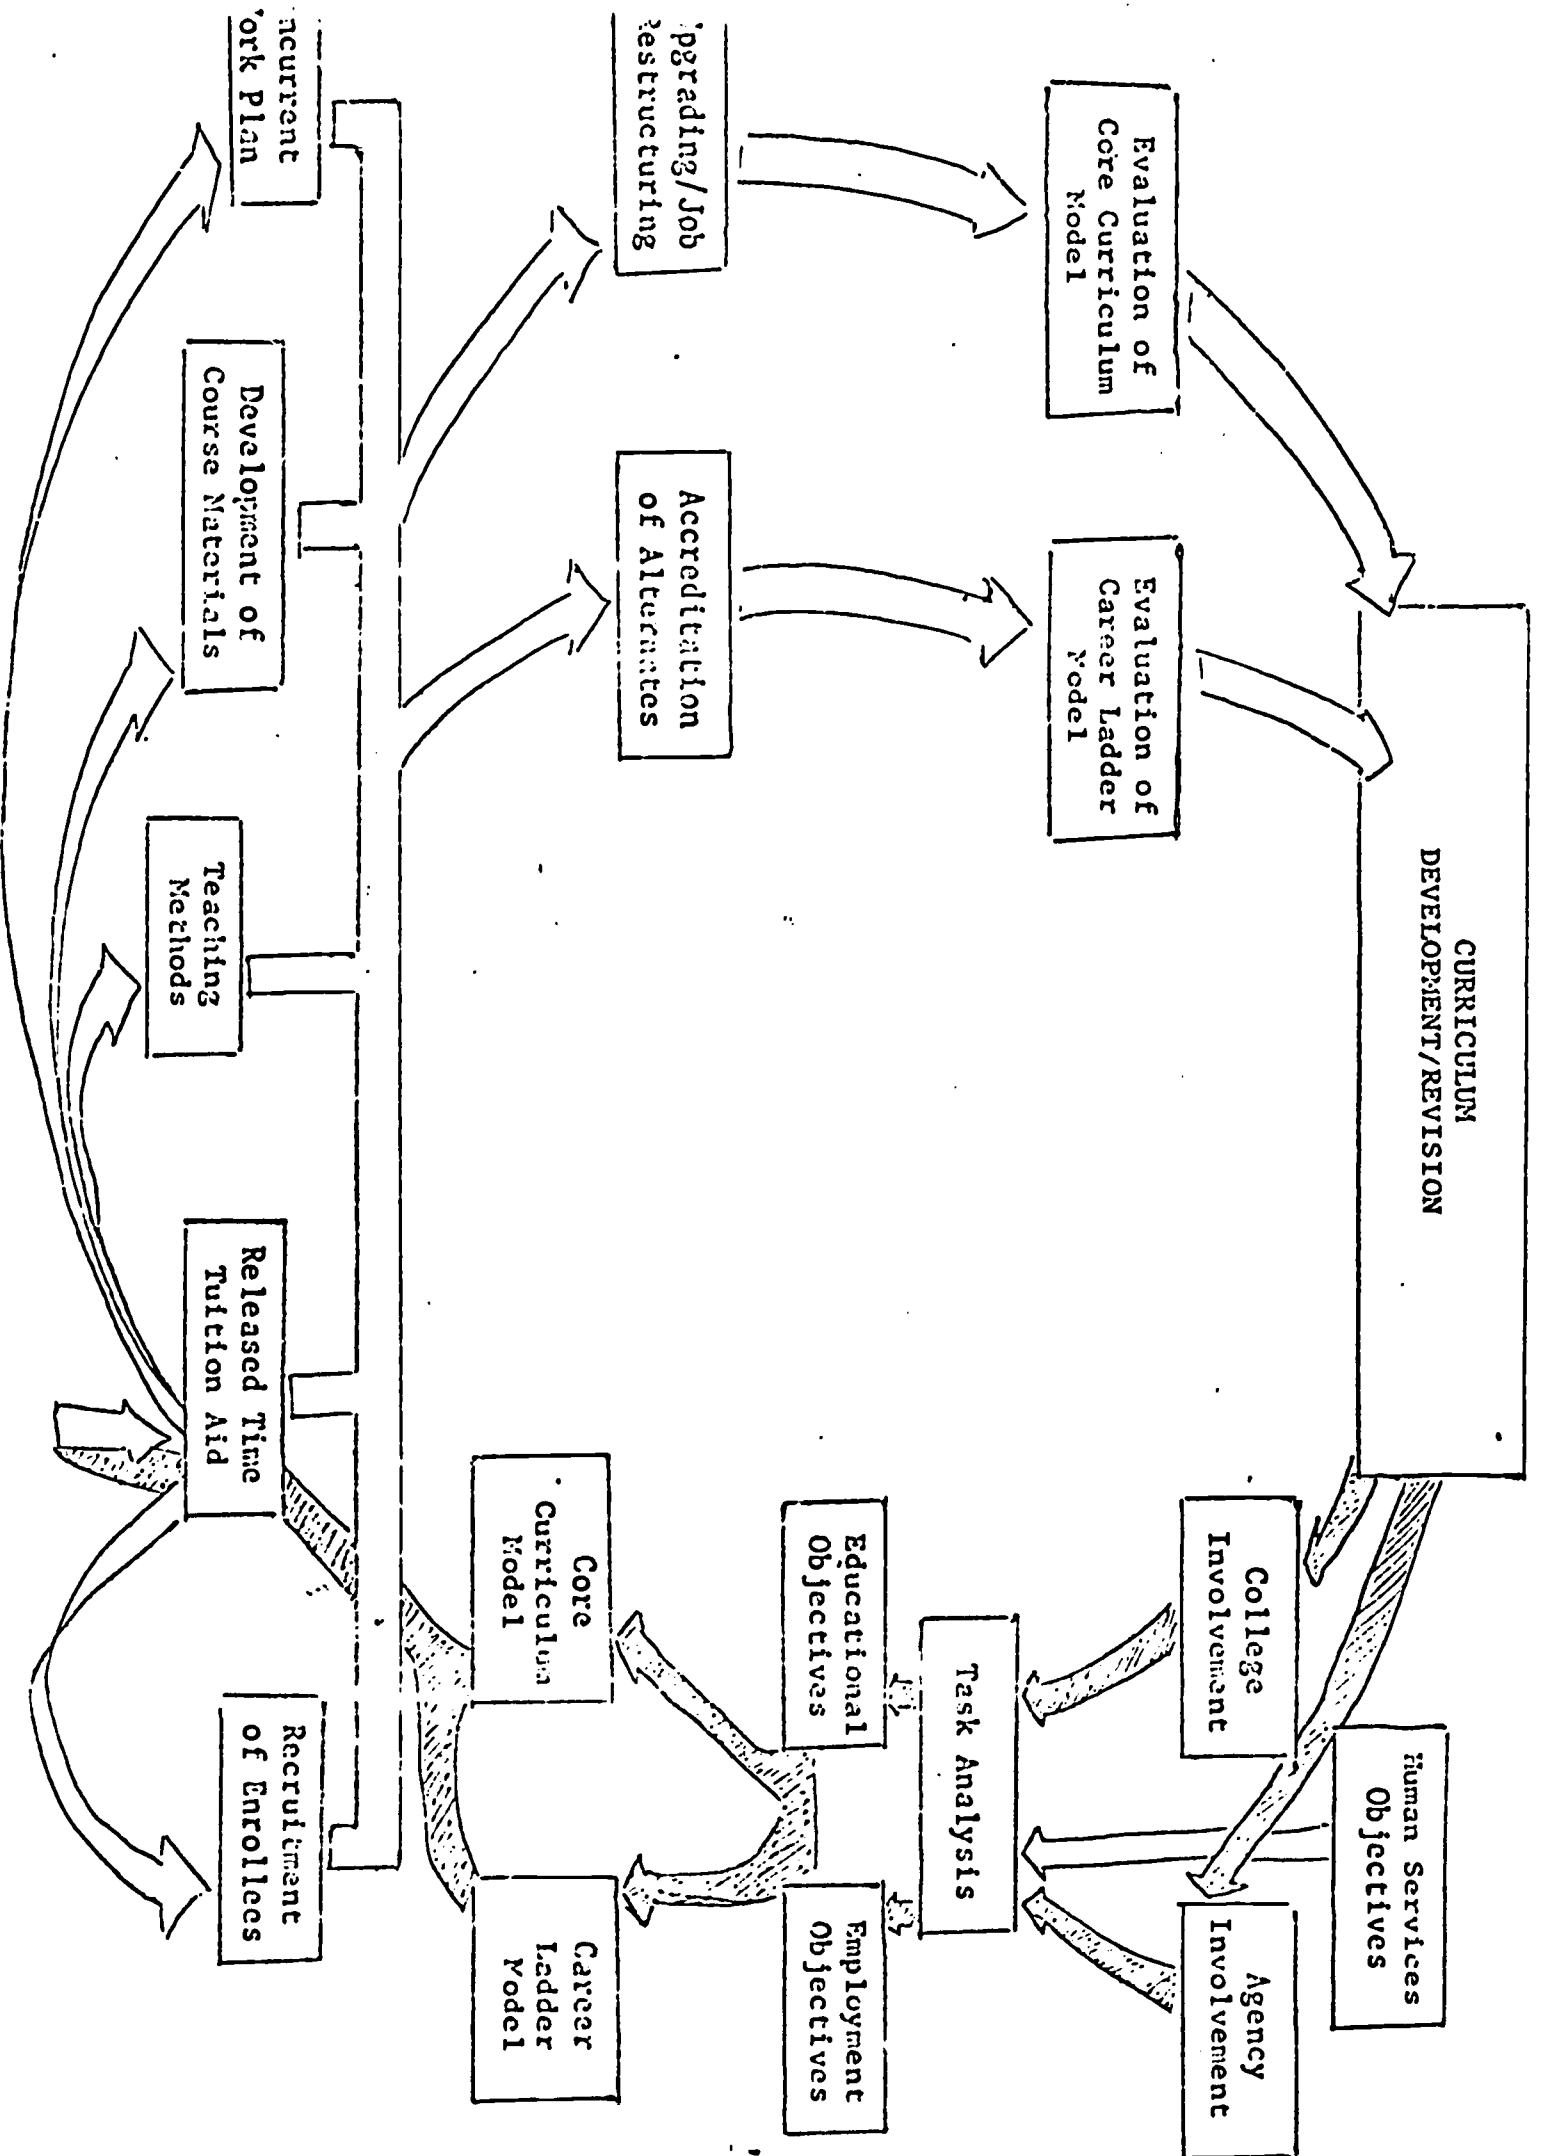 CURRICULUM
DEVELOPMENT/REVISION
Human Services
Objectives
Evaluation of
Core Curriculum
Model
Evaluation of
Career Ladder
Model
College
Involvement
Agency
Involvement
Task Analysis
'pgrading/Job
estructuring
Accreditation
of Alternates
Educational
Objectives
Employment
Objectives
Core
Curriculum
Model
Career
Ladder
Model
ncurrent
ork Plan
Development of
Course Materials
Teaching
Methods
Released Time
Tuition Aid
Recruitment
of Enrollees